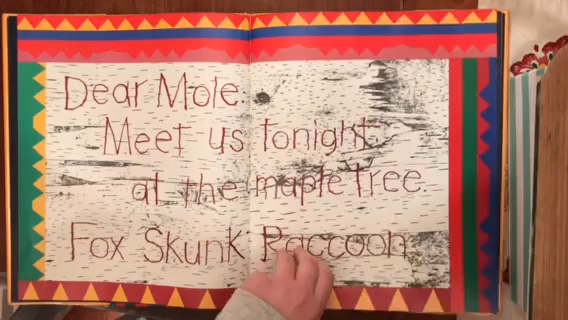 Dear Mole.
Meet us tonight
at the maple tree.
Fox Skunk Raccoon